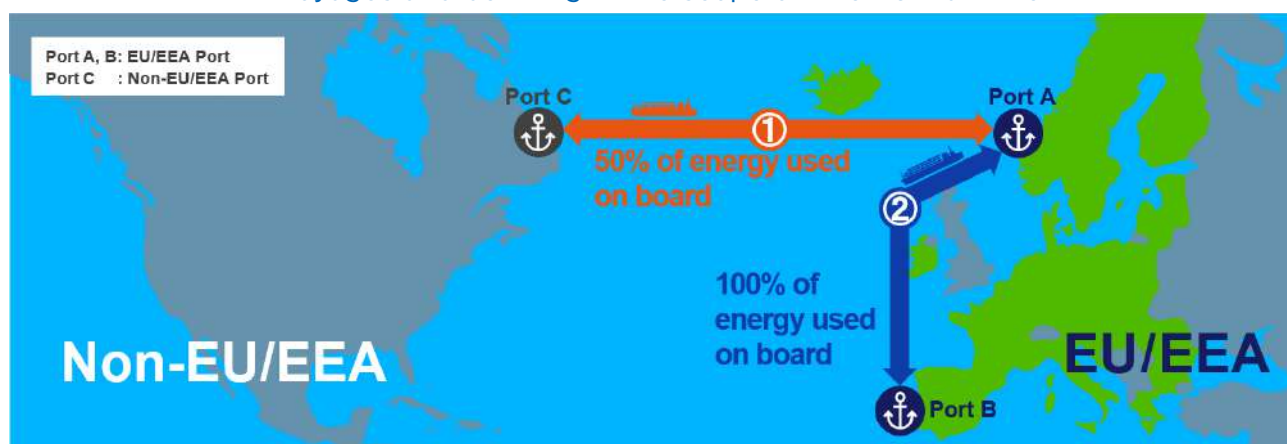 Port A, B: EU/EEA Port
Port C : Non-EU/EEA Port
Port C
Port A
1
50% of energy used
on board
2
100% of
energy used
on board
Non-EU/EEA
EU/EEA
Port B